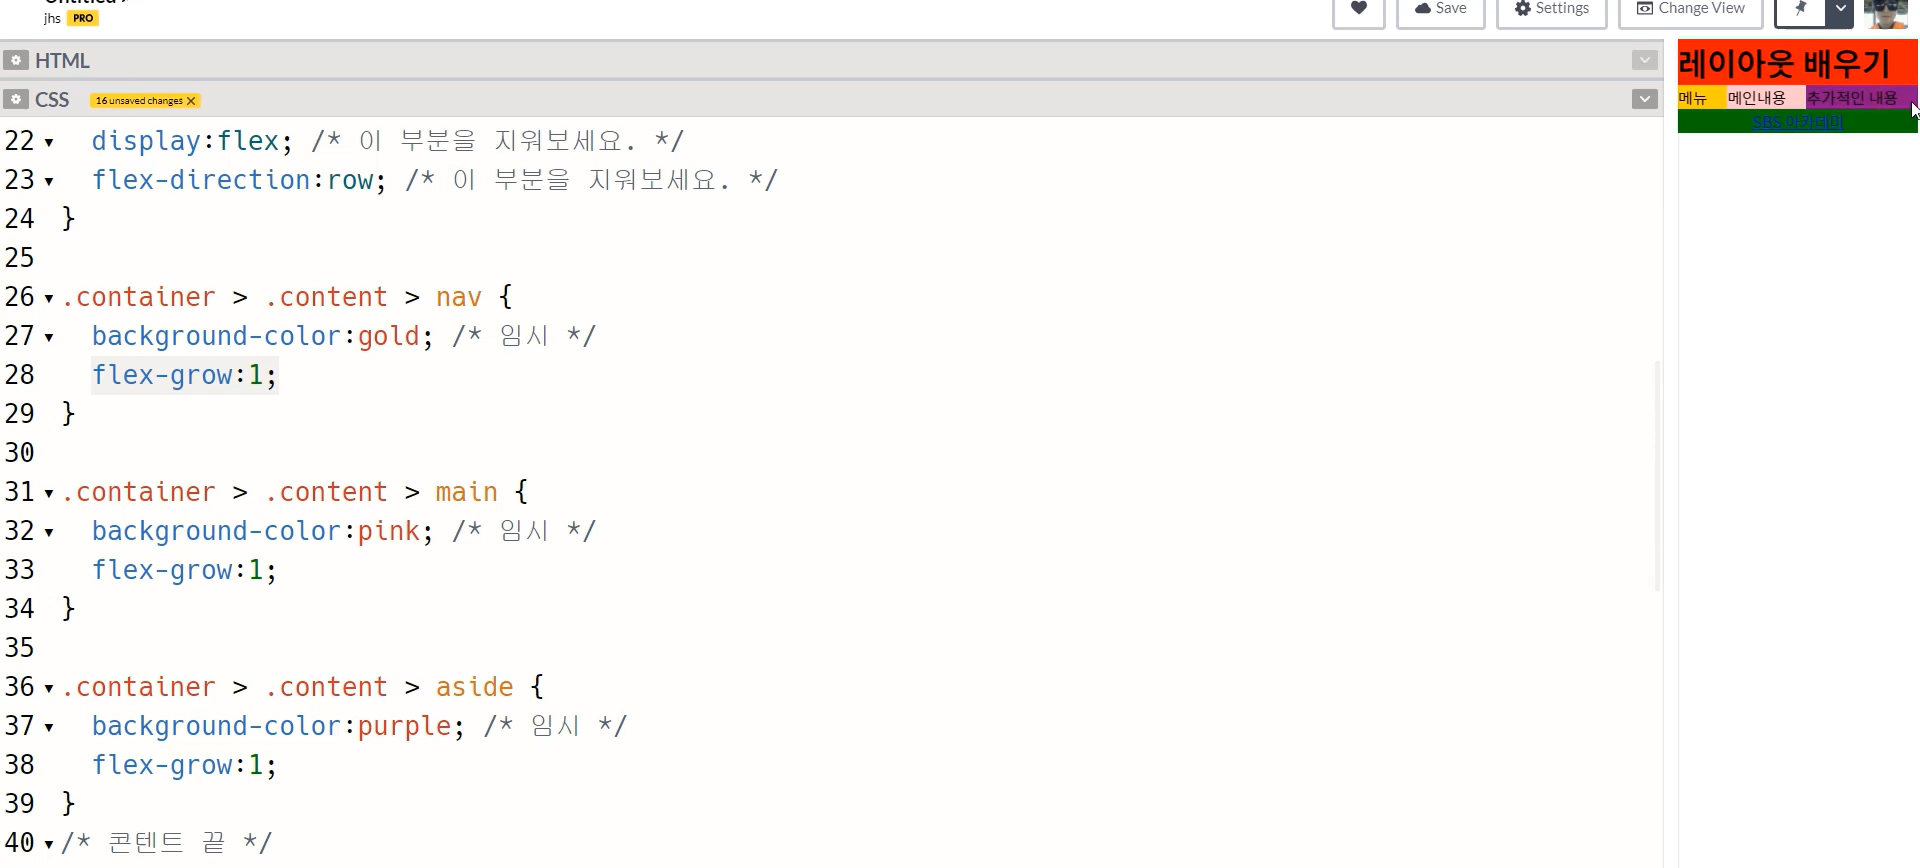 Untitled
jhs PRO
Save
Settings
Change View
HTML
CSS 16 unsaved changes X
22 display:flex; /* 이 부분을 지워보세요. */
23 flex-direction:row; /* 이 부분을 지워보세요. */
24 }
25
26 .container > .content > nav {
27 background-color:gold; /* 임시 */
28 flex-grow:1;
29 }
30
31 .container > .content > main {
32 background-color:pink; /* 임시 */
33 flex-grow:1;
34 }
35
36 .container > .content > aside {
37 background-color:purple; /* 임시 */
38 flex-grow:1;
39 }
40 /* 콘텐트 끝 */
레이아웃 배우기
메뉴 메인내용 추가적인 내용
SBS 아카데미